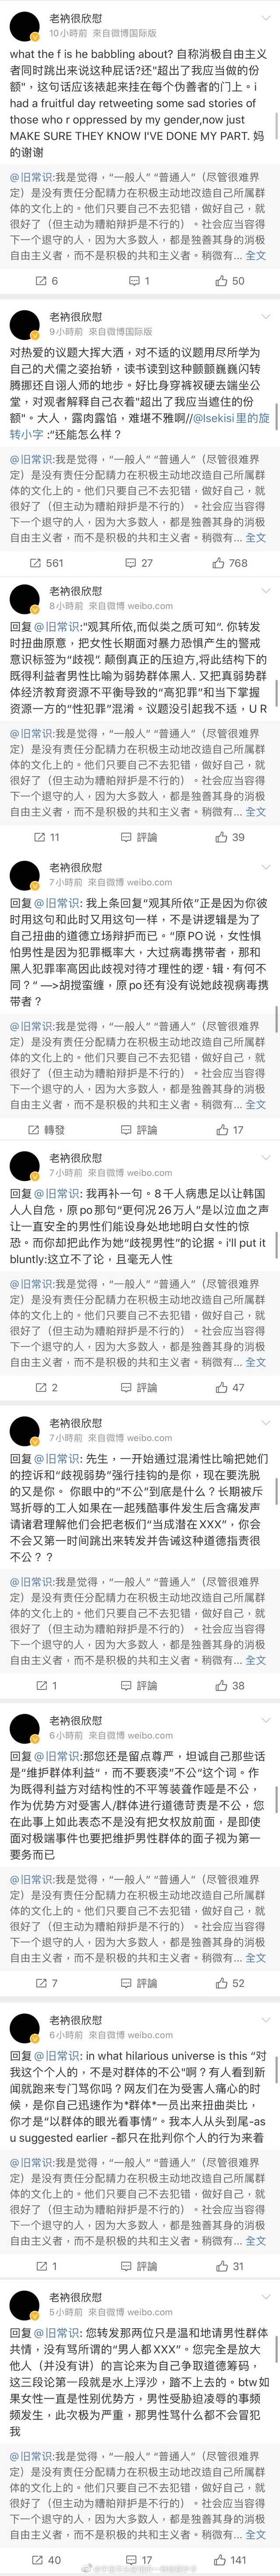 老衲很欣慰
10小時前 來自微博国际版
what the f is he babbling about? 自称消极自由主义
者同时跳出来说这种屁话?还"超出了我应当做的份
额"，这句话应该裱起来挂在每个伪善者的门上。i
had a fruitful day retweeting some sad stories of
those who r oppressed by my gender,now just
MAKE SURE THEY KNOW I'VE DONE MY PART. 妈
的谢谢
@旧常识:我是觉得，“一般人”“普通人”（尽管很难界
定）是没有责任分配精力在积极主动地改造自己所属群
体的文化上的。他们只要自己不去犯错，做好自己，就
很好了（但主动为糟粕辩护是不行的）。社会应当容得
下一个退守的人，因为大多数人，都是独善其身的消极
自由主义者，而不是积极的共和主义者。稍微有... 全文
6 1 50
老衲很欣慰
9小時前 來自微博国际版
对热爱的议题大挥大洒，对不适的议题用尽所学为
自己的犬儒之姿抬轿，读书读到这种颤颤巍巍闪转
腾挪还自诩人师的地步。好比身穿裤衩硬去端坐公
堂，对观者解释自己衣着"超出了我应当遮住的份
额"。大人，露肉露馅，难堪不雅啊//@Isekisi里的
旋转小字 :“还能怎么样？
@旧常识:我是觉得，“一般人”“普通人”（尽管很难界
定）是没有责任分配精力在积极主动地改造自己所属群
体的文化上的。他们只要自己不去犯错，做好自己，就
很好了（但主动为糟粕辩护是不行的）。社会应当容得
下一个退守的人，因为大多数人，都是独善其身的消极
自由主义者，而不是积极的共和主义者。稍微有... 全文
561 27 768
老衲很欣慰
8小時前 來自微博 weibo.com
回复@旧常识:"观其所依,而似类之质可知". 你转发
时扭曲原意，把女性长期面对暴力恐惧产生的警戒
意识标签为“歧视”. 颠倒真正的压迫方,将此结构下的
既得利益者男性比喻为弱势群体黑人. 又把真弱势群
体经济教育资源不平衡导致的“高犯罪”和当下掌握
资源一方的“性犯罪”混淆。议题没引起我不适，U R
@旧常识:我是觉得，“一般人”“普通人”（尽管很难界
定）是没有责任分配精力在积极主动地改造自己所属群
体的文化上的。他们只要自己不去犯错，做好自己，就
很好了（但主动为糟粕辩护是不行的）。社会应当容得
下一个退守的人，因为大多数人，都是独善其身的消极
自由主义者，而不是积极的共和主义者。稍微有... 全文
11 評論 39
老衲很欣慰
7小時前 來自微博 weibo.com
回复@旧常识: 我上条回复“观其所依”正是因为你彼
时用这句和此时又用这句一样，不是讲逻辑是为了
自己扭曲的道德立场辩护而已。“原PO说，女性惧
怕男性是因为犯罪概率大，大过病毒携带者，那和
黑人犯罪率高因此歧视对待才理性的逻·辑·有何不
同？“ —>胡搅蛮缠，原po还有没有说她歧视病毒携
带者？
@旧常识:我是觉得，“一般人”“普通人”（尽管很难界
定）是没有责任分配精力在积极主动地改造自己所属群
体的文化上的。他们只要自己不去犯错，做好自己，就
很好了（但主动为糟粕辩护是不行的）。社会应当容得
下一个退守的人，因为大多数人，都是独善其身的消极
自由主义者，而不是积极的共和主义者。稍微有... 全文
轉發 評論 17
老衲很欣慰
7小時前 來自微博 weibo.com
回复@旧常识: 我再补一句。8千人病患足以让韩国
人人自危，原po那句“更何况26万人”是以泣血之声
让一直安全的男性们能设身处地地明白女性的惊
恐。而你却把此作为她“歧视男性”的论据。i'll put it
bluntly:这立不了论，且毫无人性
@旧常识:我是觉得，“一般人”“普通人”（尽管很难界
定）是没有责任分配精力在积极主动地改造自己所属群
体的文化上的。他们只要自己不去犯错，做好自己，就
很好了（但主动为糟粕辩护是不行的）。社会应当容得
下一个退守的人，因为大多数人，都是独善其身的消极
自由主义者，而不是积极的共和主义者。稍微有... 全文
2 評論 47
老衲很欣慰
7小時前 來自微博 weibo.com
回复@旧常识: 先生，一开始通过混淆性比喻把她们
的控诉和“歧视弱势”强行挂钩的是你，现在要洗脱
的又是你。 你眼中的“不公”到底是什么？长期被斥
骂折辱的工人如果在一起残酷事件发生后含痛发声
请诸君理解他们会把老板们“当成潜在XXX”，你会
不会又第一时间跳出来转发并告诫这种道德指责很
不公？？
@旧常识:我是觉得，“一般人”“普通人”（尽管很难界
定）是没有责任分配精力在积极主动地改造自己所属群
体的文化上的。他们只要自己不去犯错，做好自己，就
很好了（但主动为糟粕辩护是不行的）。社会应当容得
下一个退守的人，因为大多数人，都是独善其身的消极
自由主义者，而不是积极的共和主义者。稍微有... 全文
1 評論 38
老衲很欣慰
6小時前 來自微博 weibo.com
回复@旧常识:那您还是留点尊严，坦诚自己那些话
是“维护群体利益”，而不要亵渎“不公”这个词。作
为既得利益方对结构性的不平等装聋作哑是不公，
作为优势方对受害人/群体进行道德苛责是不公，您
在此事上如此表态不是没有把女权放前面，是即使
面对极端事件也要把维护男性群体的面子视为第一
要务而已
@旧常识:我是觉得，“一般人”“普通人”（尽管很难界
定）是没有责任分配精力在积极主动地改造自己所属群
体的文化上的。他们只要自己不去犯错，做好自己，就
很好了（但主动为糟粕辩护是不行的）。社会应当容得
下一个退守的人，因为大多数人，都是独善其身的消极
自由主义者，而不是积极的共和主义者。稍微有... 全文
7 評論 52
老衲很欣慰
6小時前 來自微博 weibo.com
回复@旧常识: in what hilarious universe is this “对
我这个个人的，不是对群体的不公”啊？有人看到新
闻就跑来专门骂你吗？网友们在为受害人痛心的时
候，是你自己迅速作为*群体*一员出来扭曲类比，
你才是“以群体的眼光看事情”。我本人从头到尾-as
u suggested earlier -都只在批判你个人的行为来着
@旧常识:我是觉得，“一般人”“普通人”（尽管很难界
定）是没有责任分配精力在积极主动地改造自己所属群
体的文化上的。他们只要自己不去犯错，做好自己，就
很好了（但主动为糟粕辩护是不行的）。社会应当容得
下一个退守的人，因为大多数人，都是独善其身的消极
自由主义者，而不是积极的共和主义者。稍微有... 全文
1 評論 31
老衲很欣慰
5小時前 來自微博 weibo.com
回复@旧常识: 您转发那两位只是温和地请男性群体
共情，没有骂所谓的“男人都XXX”。您完全是放大
他人（并没有讲）的言论来为自己争取道德筹码，
这三段论第一段就是水上浮沙，踏不上去的。btw如
果女性一直是性别优势方，男性受胁迫凌辱的事频
频发生，此次极为严重，那男性骂什么都不会冒犯
我
@旧常识:我是觉得，“一般人”“普通人”（尽管很难界
定）是没有责任分配精力在积极主动地改造自己所属群
体的文化上的。他们只要自己不去犯错，做好自己，就
很好了（但主动为糟粕辩护是不行的）。社会应当容得
下一个退守的人，因为大多数人，都是独善其身的消极
自由主义者，而不是积极的共和主义者。稍微有... 全文
40 17 141